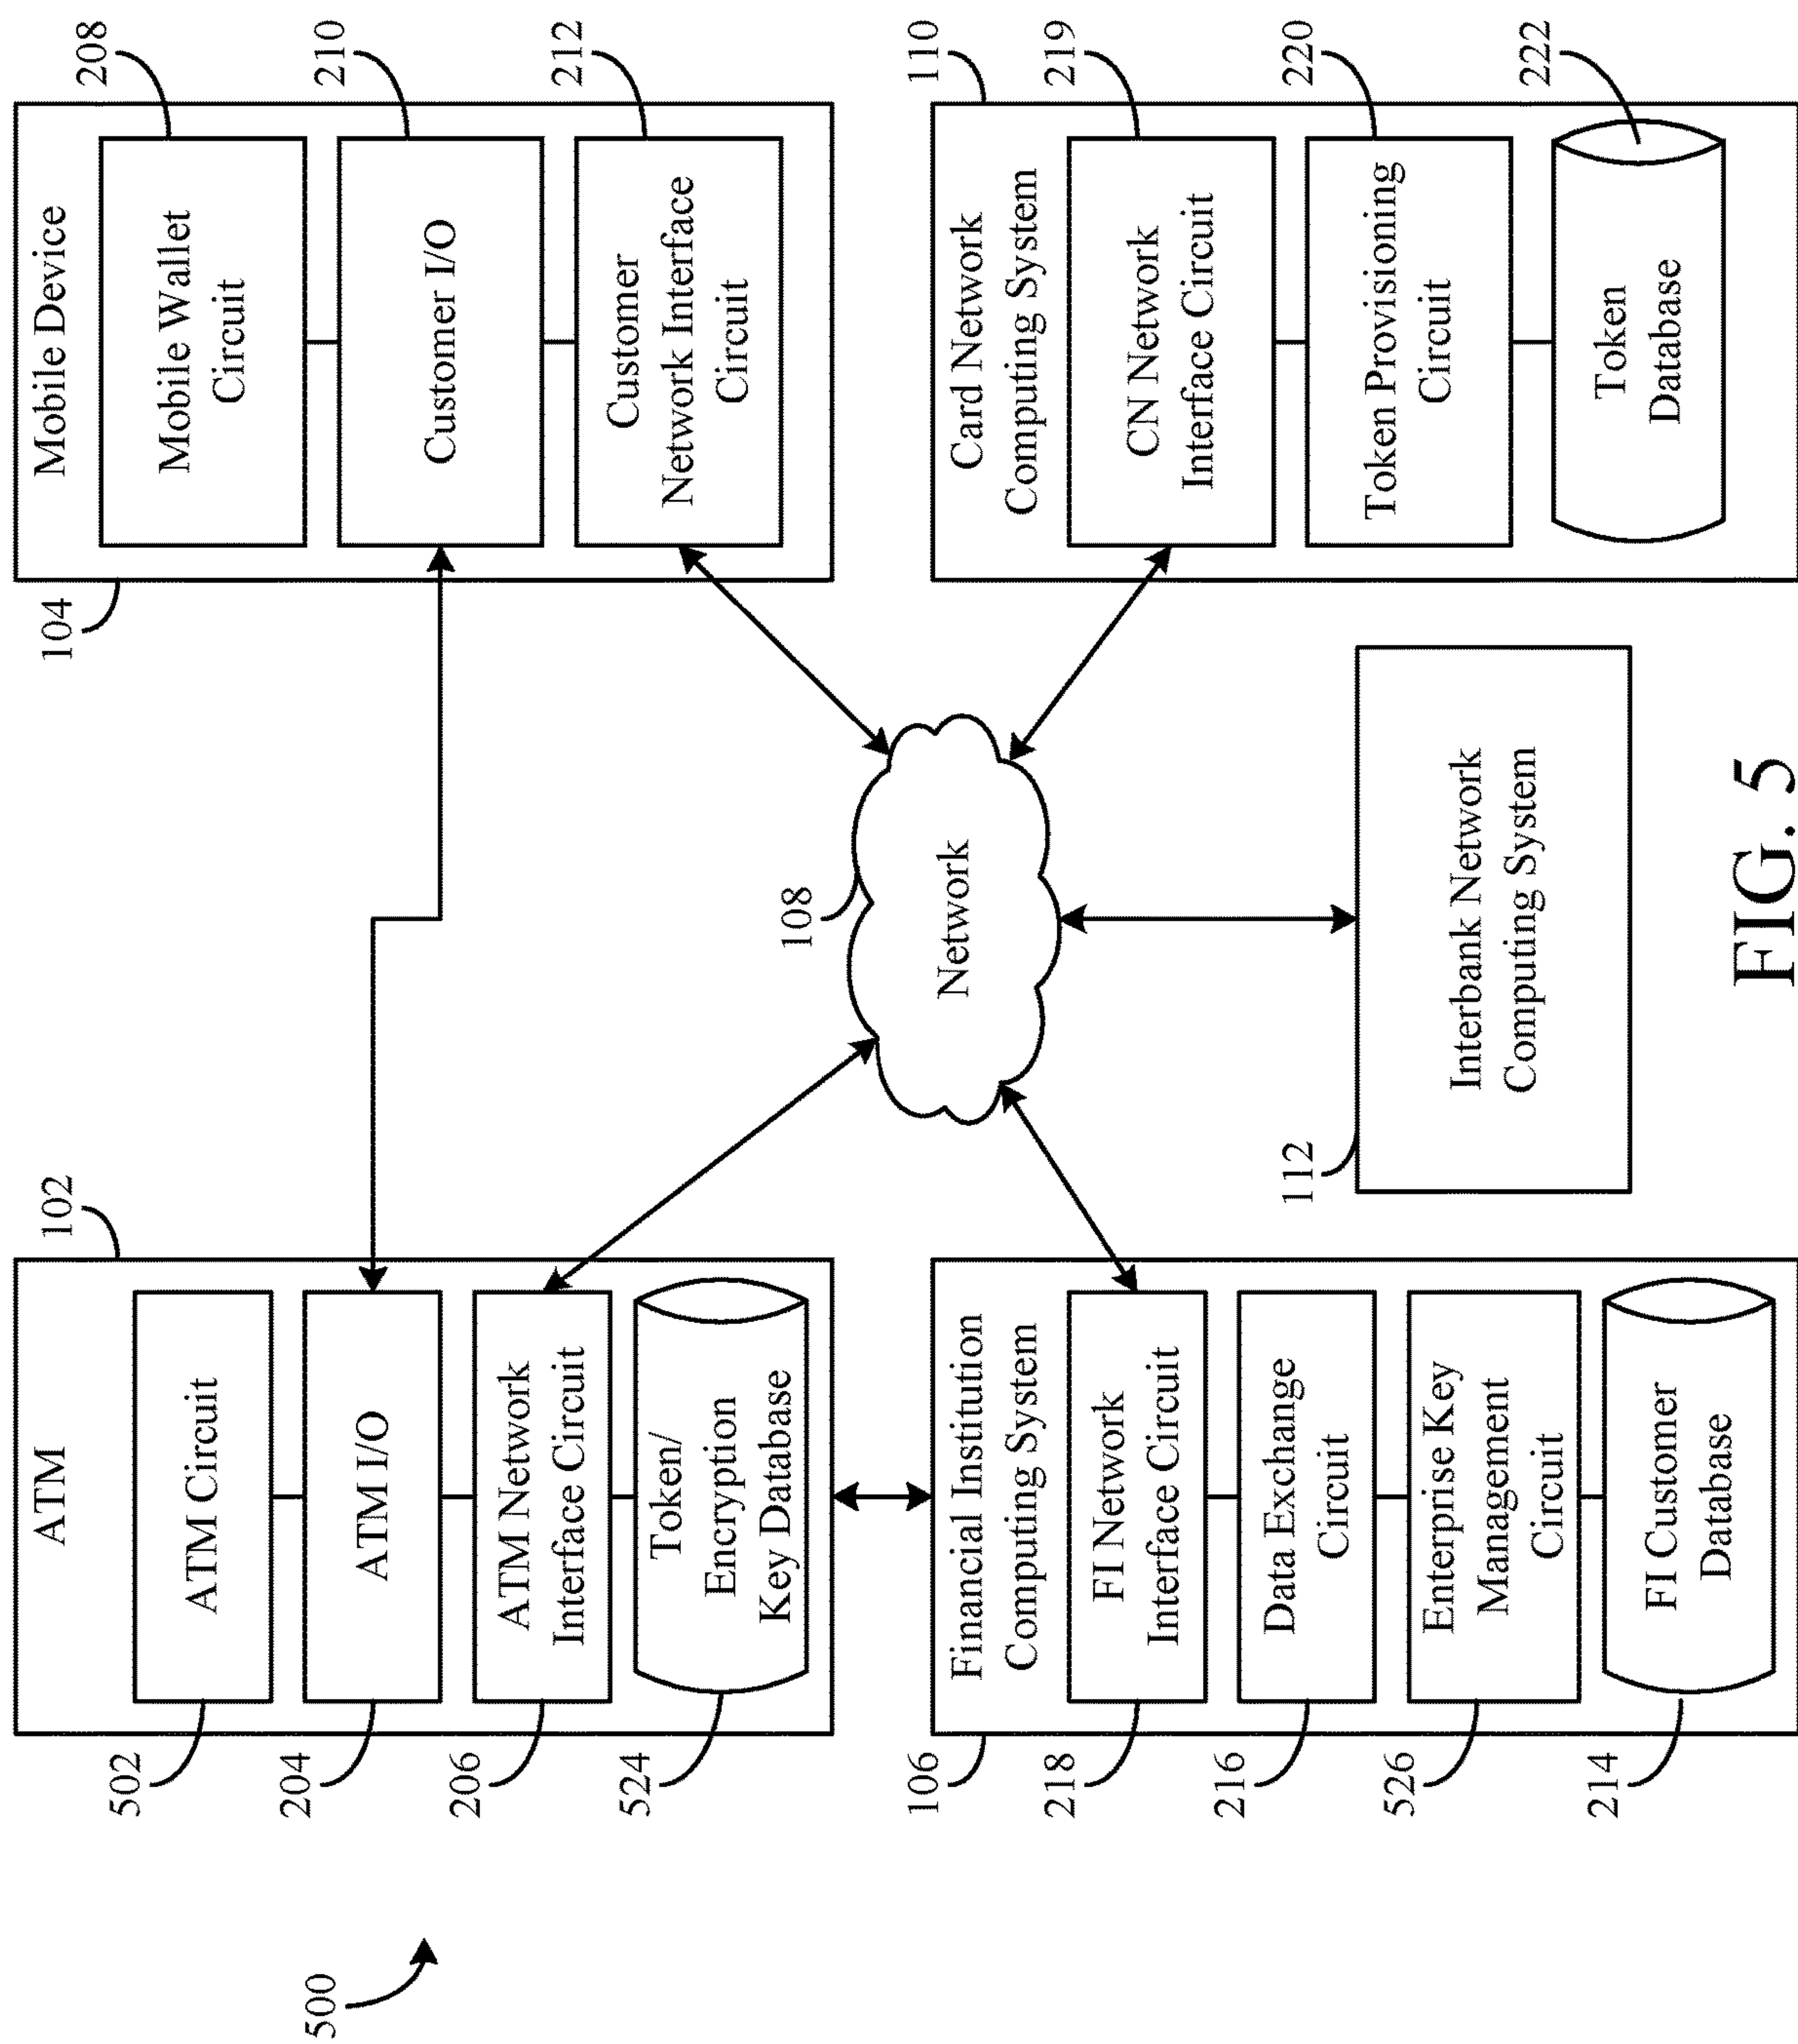 500
102
ATM
502
ATM Circuit
204
ATM I/O
206
ATM Network
Interface Circuit
524
Token/
Encryption
Key Database
104
Mobile Device
208
Mobile Wallet
Circuit
210
Customer I/O
212
Customer
Network Interface
Circuit
108
Network
106
Financial Institution
Computing System
218
FI Network
Interface Circuit
216
Data Exchange
Circuit
526
Enterprise Key
Management
Circuit
214
FI Customer
Database
112
Interbank Network
Computing System
110
Card Network
Computing System
219
CN Network
Interface Circuit
220
Token Provisioning
Circuit
222
Token
Database
FIG. 5